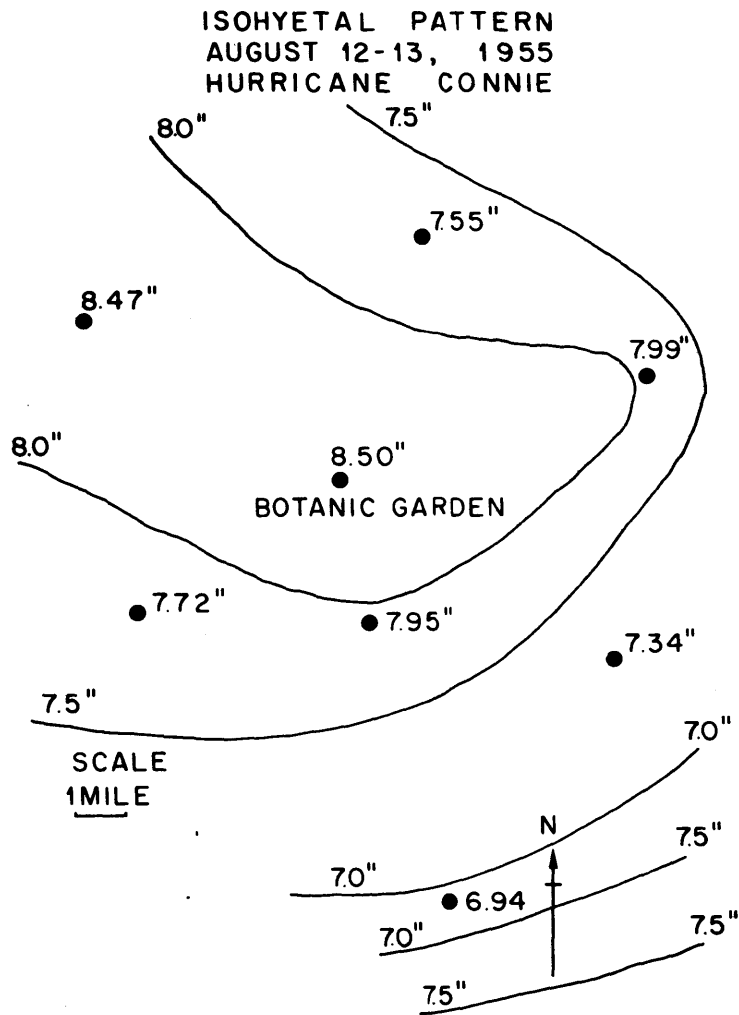 ISOHYETAL PATTERN
AUGUST 12-13, 1955
HURRICANE CONNIE
7.5"
8.0"
7.55"
8.47"
7.99"
8.0"
8.50"
BOTANIC GARDEN
7.72"
7.95"
7.34"
7.5"
7.0"
SCALE
1 MILE
N
7.5"
7.0"
6.94
7.0"
7.5"
7.5"